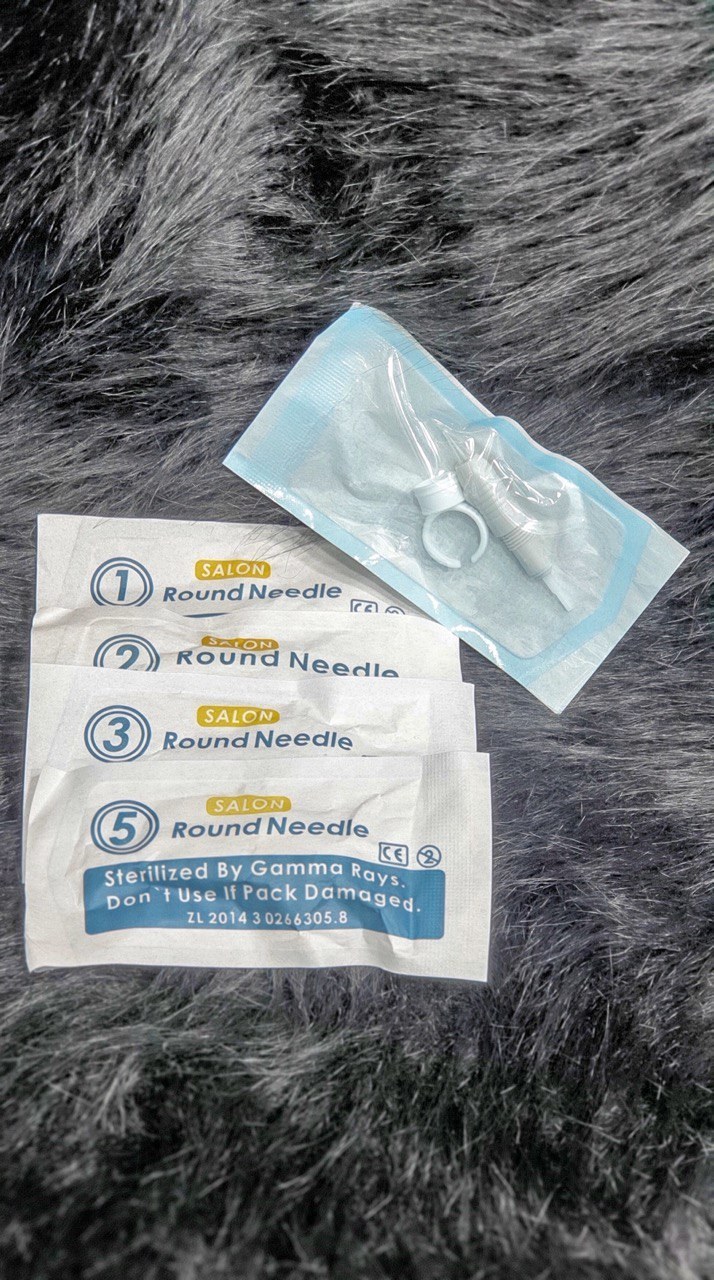 1
SALON
Round Needle
CE
2
SALON
Round Needle
3
SALON
Round Needle
5
SALON
Round Needle
CE 2
Sterilized By Gamma Rays.
Don`t Use If Pack Damaged.
ZL 2014 3 0266305.8